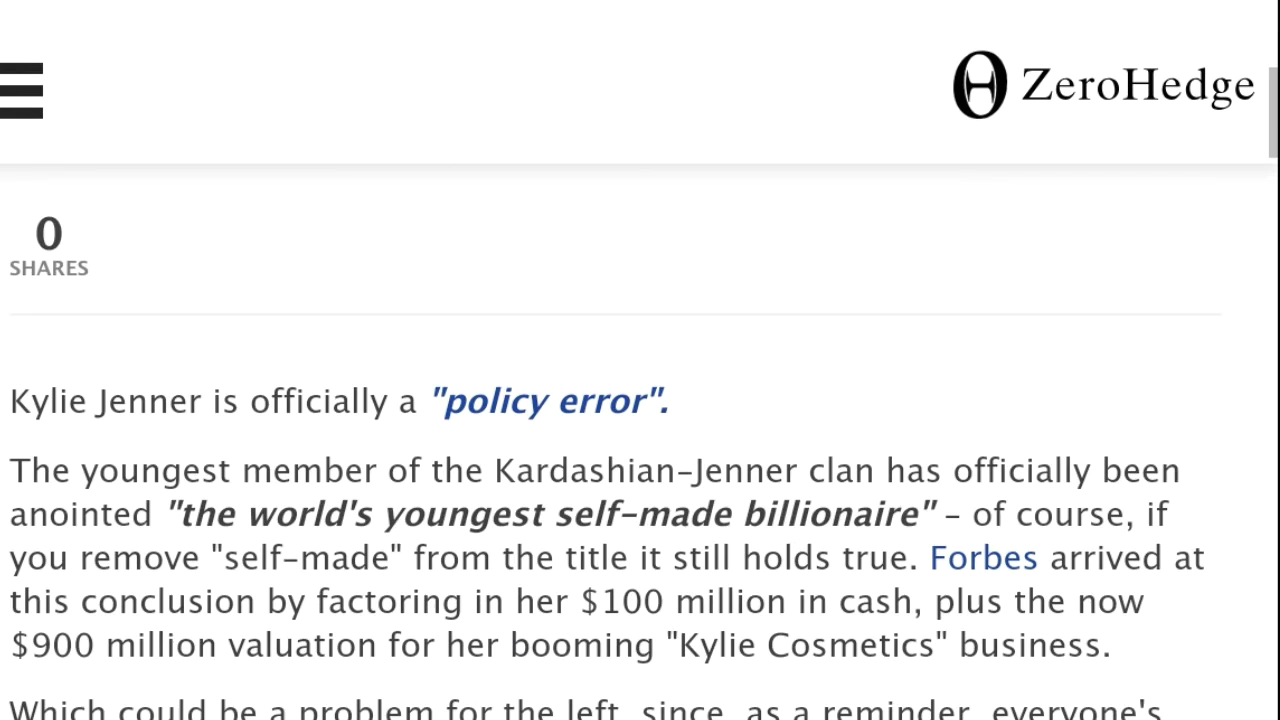 ZeroHedge
0
SHARES
Kylie Jenner is officially a "policy error".
The youngest member of the Kardashian-Jenner clan has officially been
anointed "the world's youngest self-made billionaire" – of course, if
you remove "self-made" from the title it still holds true. Forbes arrived at
this conclusion by factoring in her $100 million in cash, plus the now
$900 million valuation for her booming "Kylie Cosmetics" business.
Which could be a problem for the left, since, as a reminder, everyone's